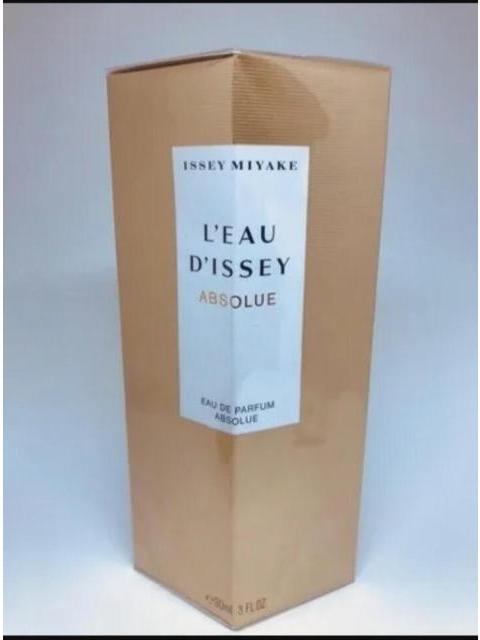 ISSEY MIYAKE
L'EAU
D'ISSEY
ABSOLUE
EAU DE PARFUM
ABSOLUE
e 90ml 3 FL.OZ